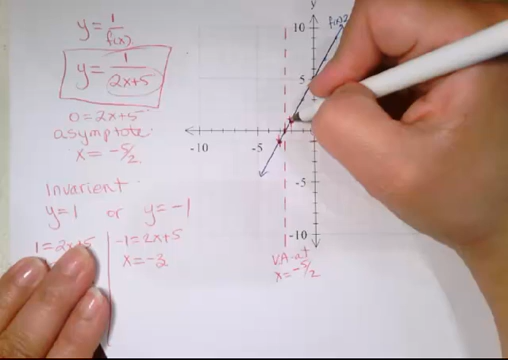 y = 1/f(x)
y = 1/2x+5
0 = 2x+5
asymptote:
x = -5/2
Invarient
y=1 or y=-1
1 = 2x+5
-1 = 2x+5
x = -3
y
10
5
-10
-5
-5
-10
V.A at
x = -5/2